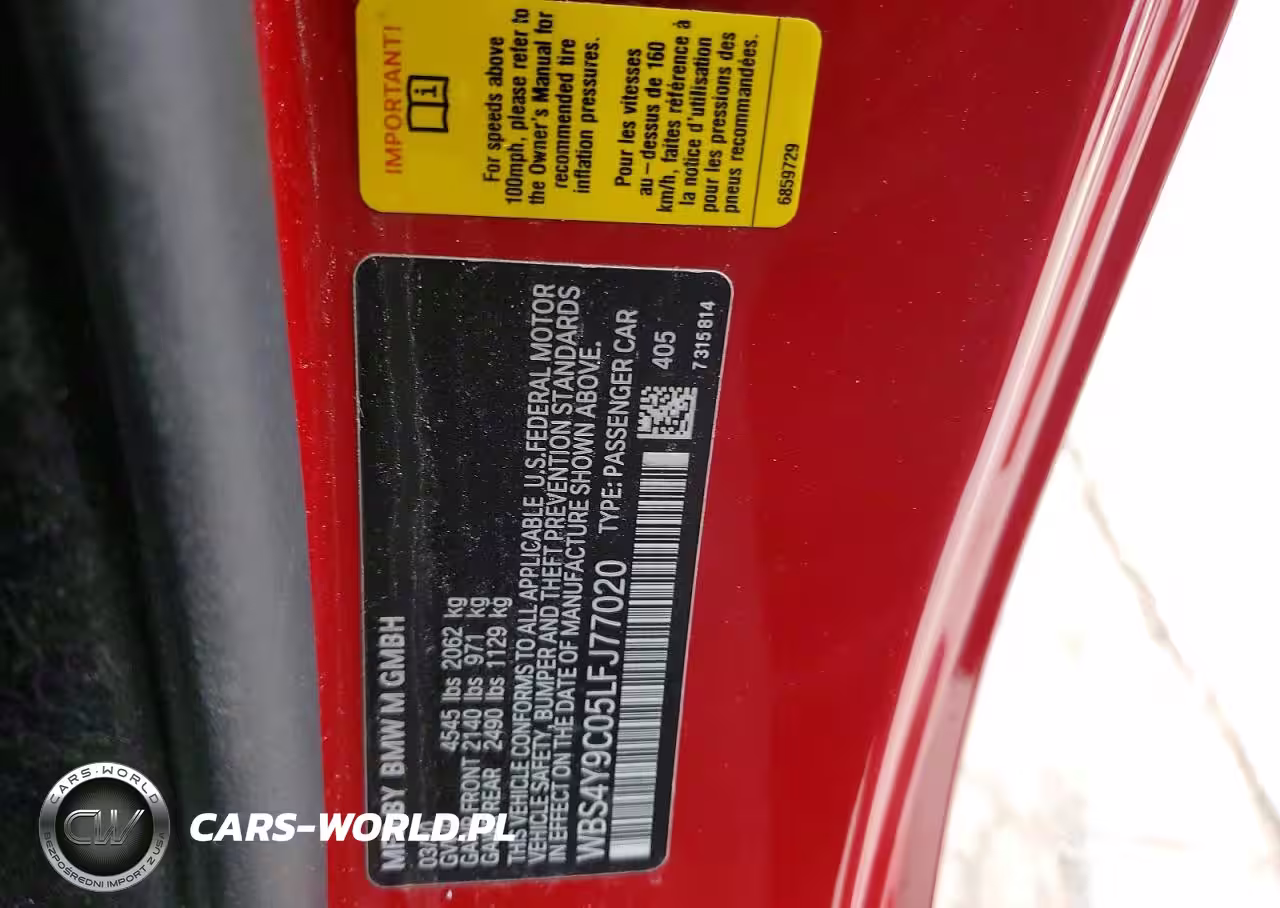 IMPORTANT!
For speeds above
100mph, please refer to
the Owner's Manual for
recommended tire
inflation pressures.
Pour les vitesses
au-dessus de 160
km/h, faites référence à
la notice d'utilisation
pour les pressions des
pneus recommandées.
6859729
BY BMW M GMBH
03/
4545 lbs 2062 kg
FRONT 2140 lbs 971 kg
REAR 2490 lbs 1129 kg
THIS VEHICLE CONFORMS TO ALL APPLICABLE U.S. FEDERAL MOTOR
VEHICLE SAFETY, BUMPER AND THEFT PREVENTION STANDARDS
IN EFFECT ON THE DATE OF MANUFACTURE SHOWN ABOVE.
WBS4Y9C05LFJ77020 TYPE: PASSENGER CAR
405
7315814
CARS-WORLD
CW
BEZPOŚREDNI IMPORT Z USA
CARS-WORLD.PL